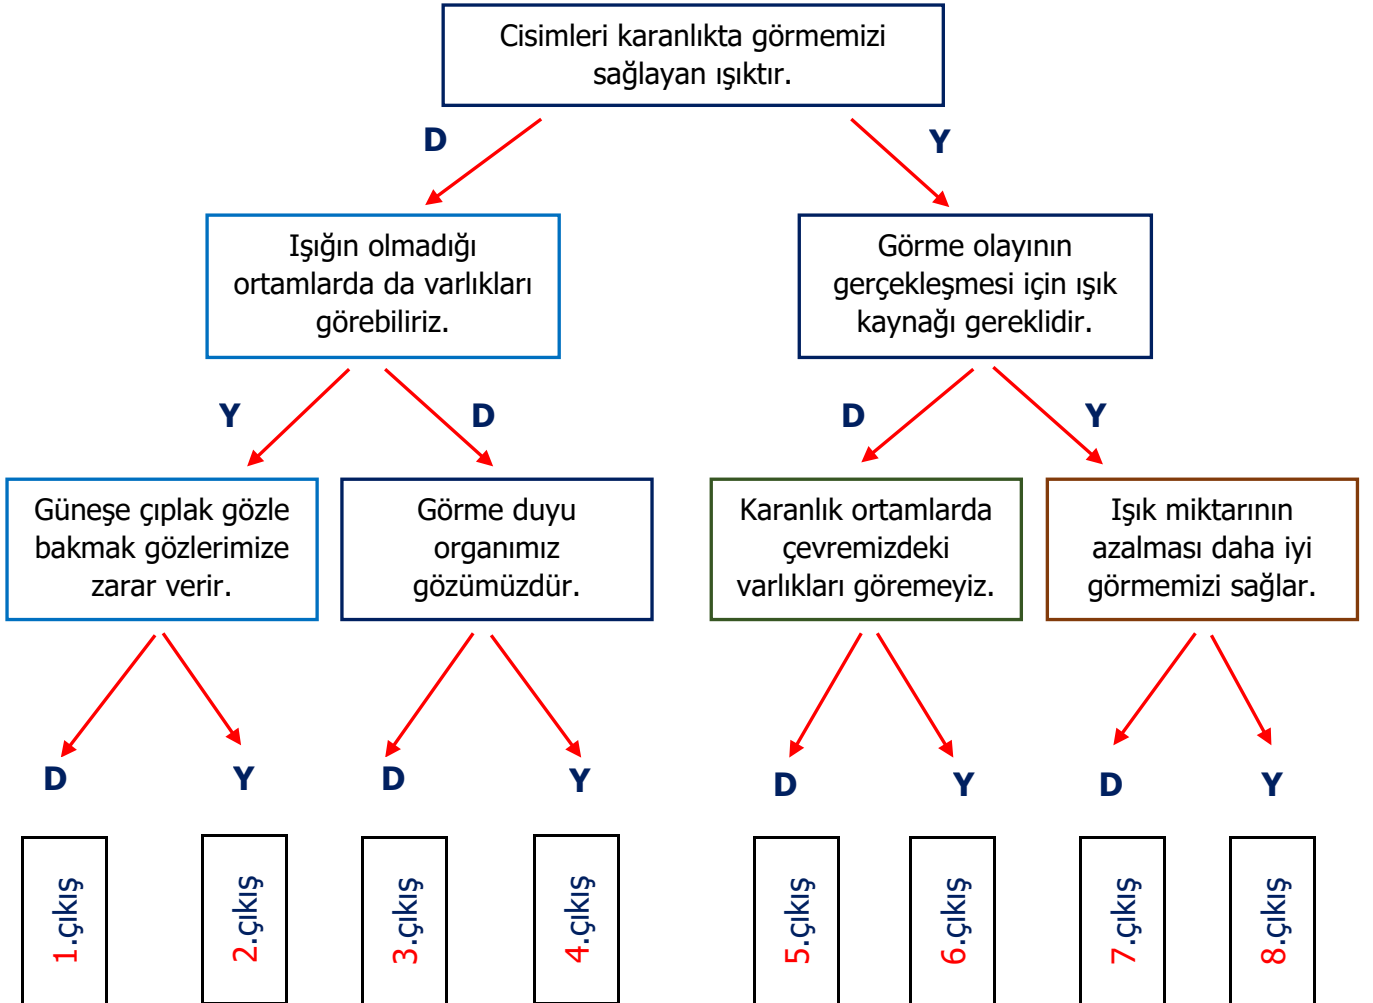 Cisimleri karanlıkta görmemizi
sağlayan ışıktır.
D
Y
Işığın olmadığı
ortamlarda da varlıkları
görebiliriz.
Görme olayının
gerçekleşmesi için ışık
kaynağı gereklidir.
Y
D
D
Y
Güneşe çıplak gözle
bakmak gözlerimize
zarar verir.
Görme duyu
organımız
gözümüzdür.
Karanlık ortamlarda
çevremizdeki
varlıkları göremeyiz.
Işık miktarının
azalması daha iyi
görmemizi sağlar.
D
Y
D
Y
D
Y
D
Y
1.çıkış
2.çıkış
3.çıkış
4.çıkış
5.çıkış
6.çıkış
7.çıkış
8.çıkış